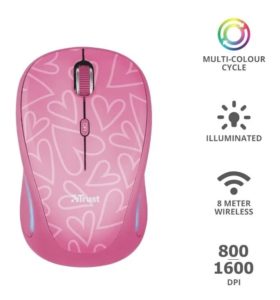 MULTI-COLOUR
CYCLE
ILLUMINATED
8 METER
WIRELESS
Trust
800
1600
DPI